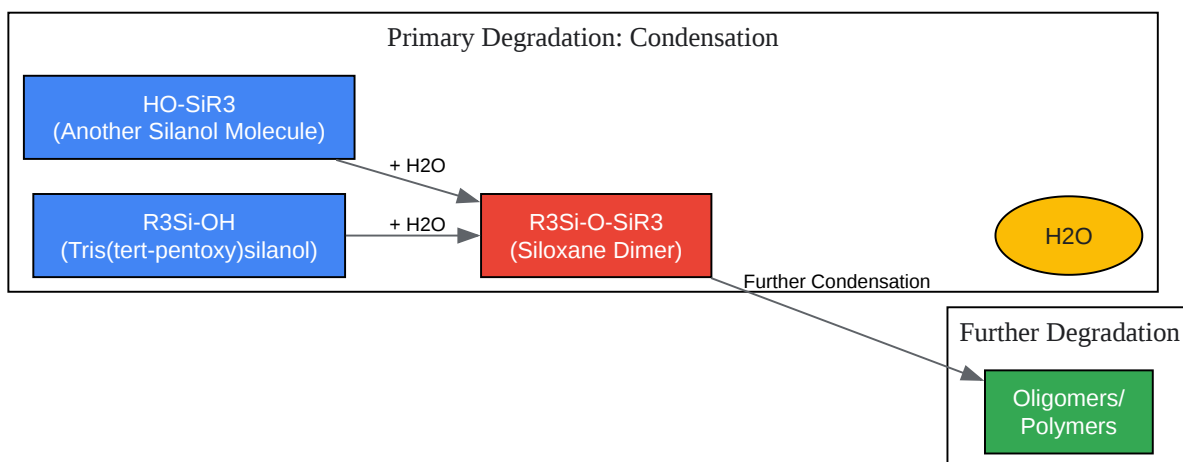 Primary Degradation: Condensation
HO-SiR3
(Another Silanol Molecule)
+ H2O
R3Si-OH
(Tris(tert-pentoxy)silanol)
+ H2O
R3Si-O-SiR3
(Siloxane Dimer)
H2O
Further Condensation
Further Degradation
Oligomers/
Polymers